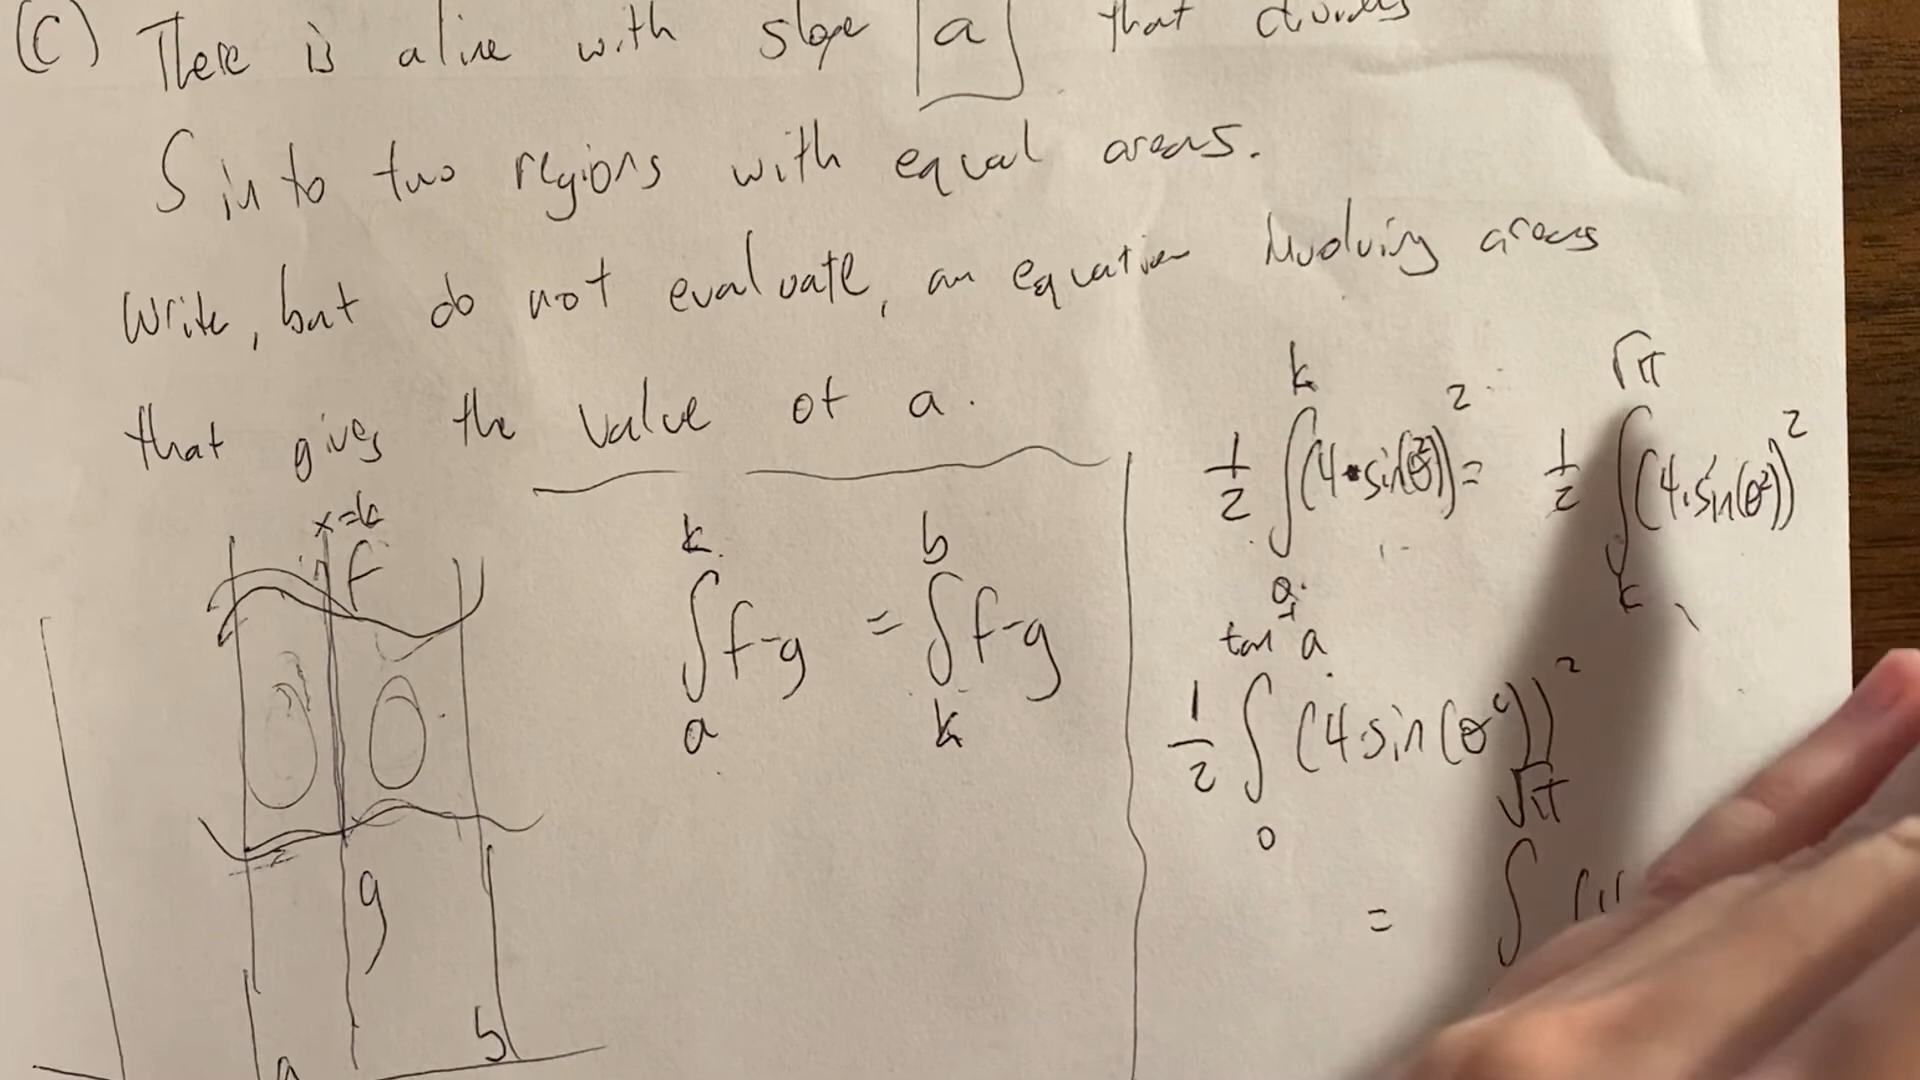 (C) There is a line with slope a that divides
S into two regions with equal areas.
Write, but do not evaluate, an equation involving areas
that gives the value of a.
x=k
f
g
a
b
k b
∫ f-g = ∫ f-g
a k
k √π
1/2 ∫ (4·sin(θ²))² = 1/2 ∫ (4·sin(θ²))²
0 k
tan⁻¹ a
1/2 ∫ (4·sin(θ²))²
0
√π
= ∫ (